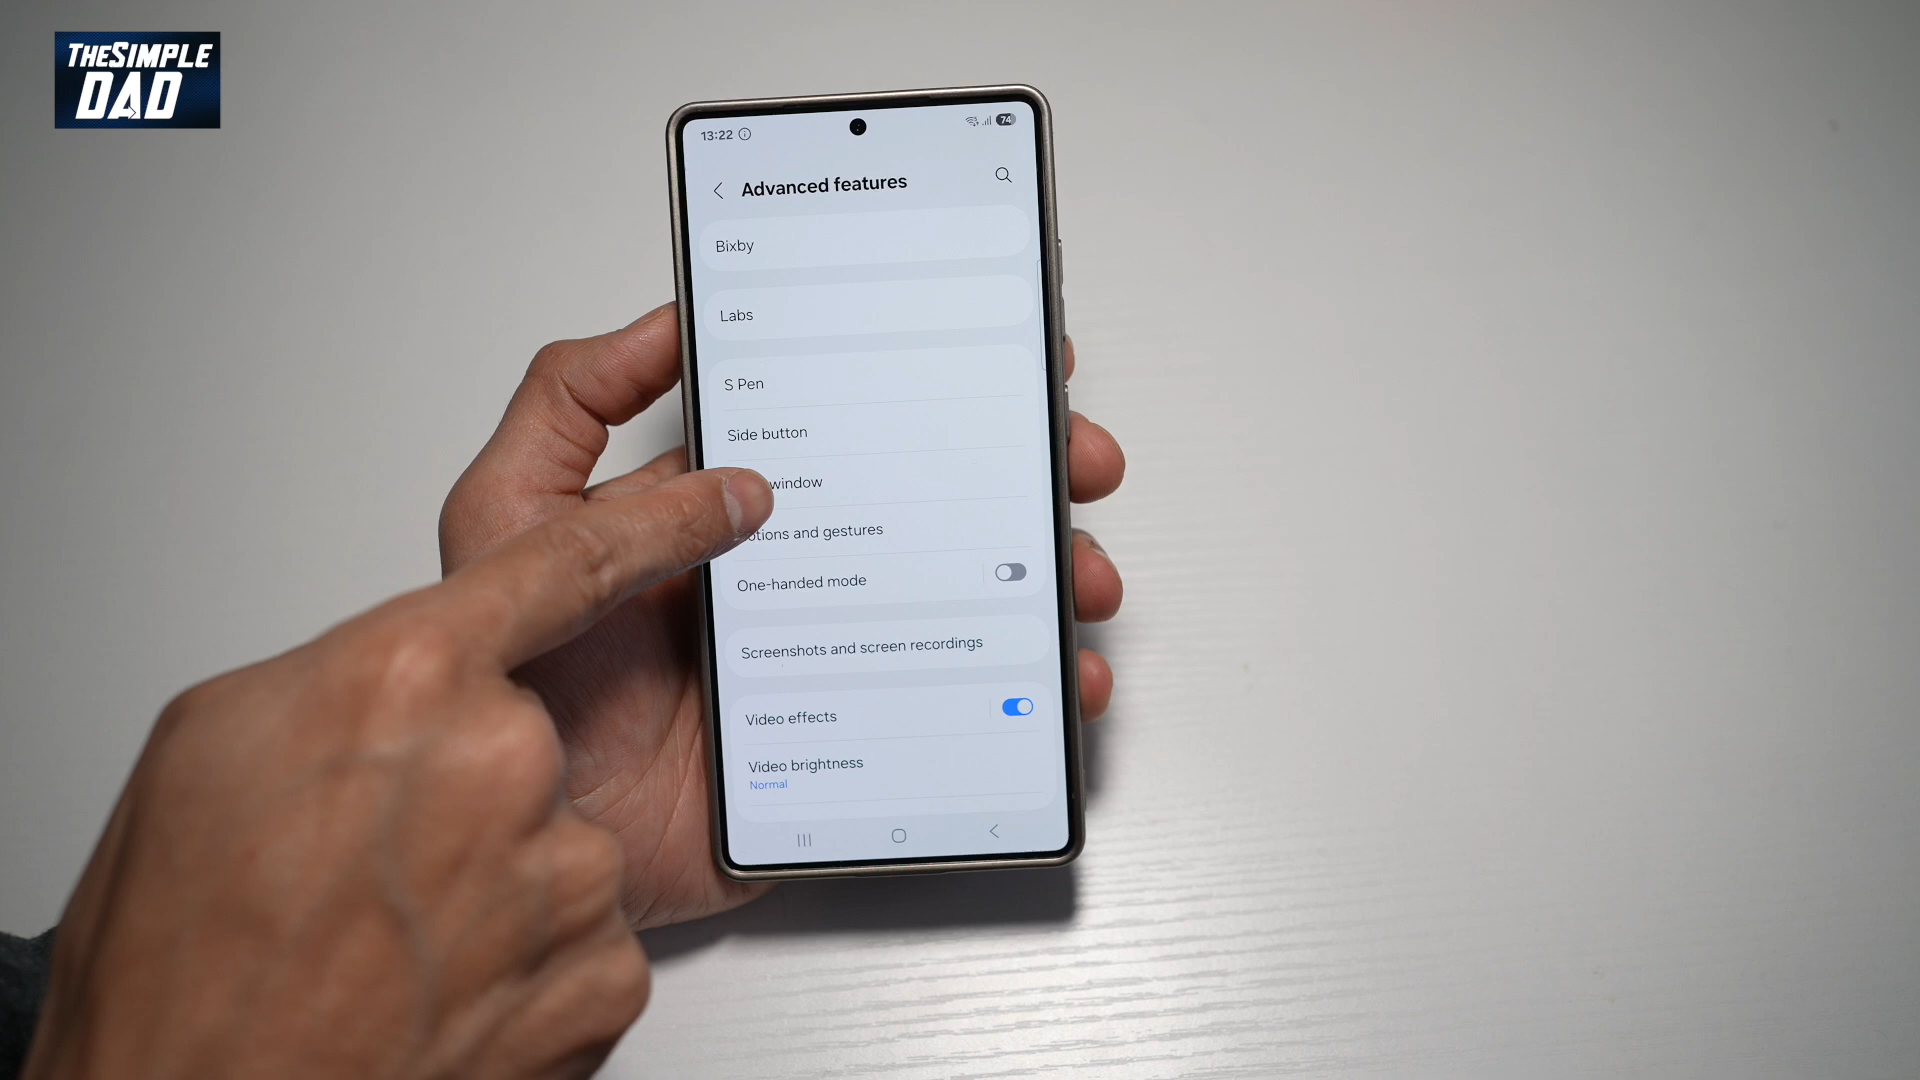 THESIMPLE
DAD
13:22
74
Advanced features
Bixby
Labs
S Pen
Side button
window
otions and gestures
One-handed mode
Screenshots and screen recordings
Video effects
Video brightness
Normal